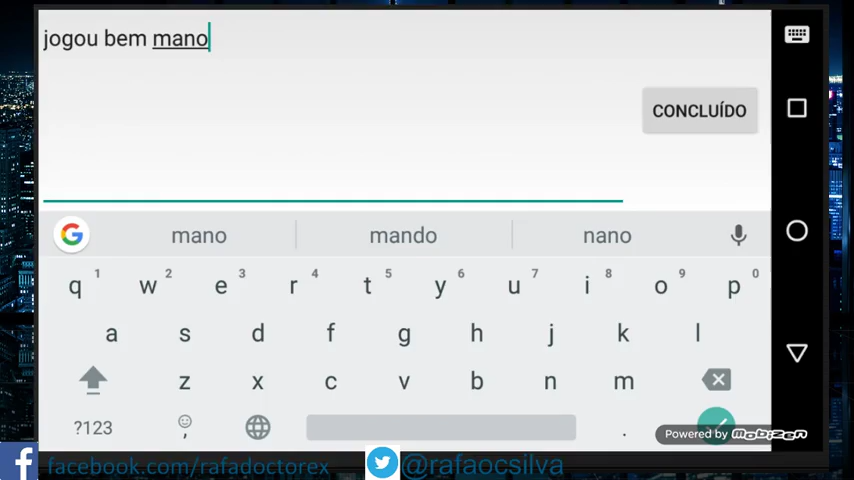 jogou bem mano
CONCLUÍDO
mano mando nano
q 1 w 2 e 3 r 4 t 5 y 6 u 7 i 8 o 9 p 0
a s d f g h j k l
z x c v b n m
?123 , .
Powered by mobizen
facebook.com/rafadoctorex @rafaocsilva